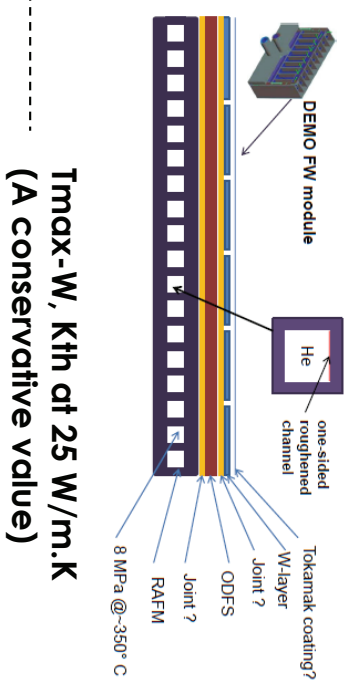 DEMO FW module
He
one-sided
roughened
channel
Tokamak coating?
W-layer
Joint ?
ODFS
Joint ?
RAFM
8 MPa @~350° C
Tmax-W, Kth at 25 W/m.K
(A conservative value)